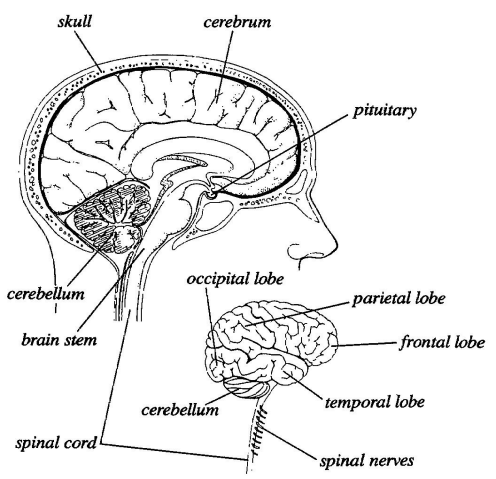 skull
cerebrum
pituitary
cerebellum
brain stem
occipital lobe
parietal lobe
frontal lobe
temporal lobe
cerebellum
spinal cord
spinal nerves